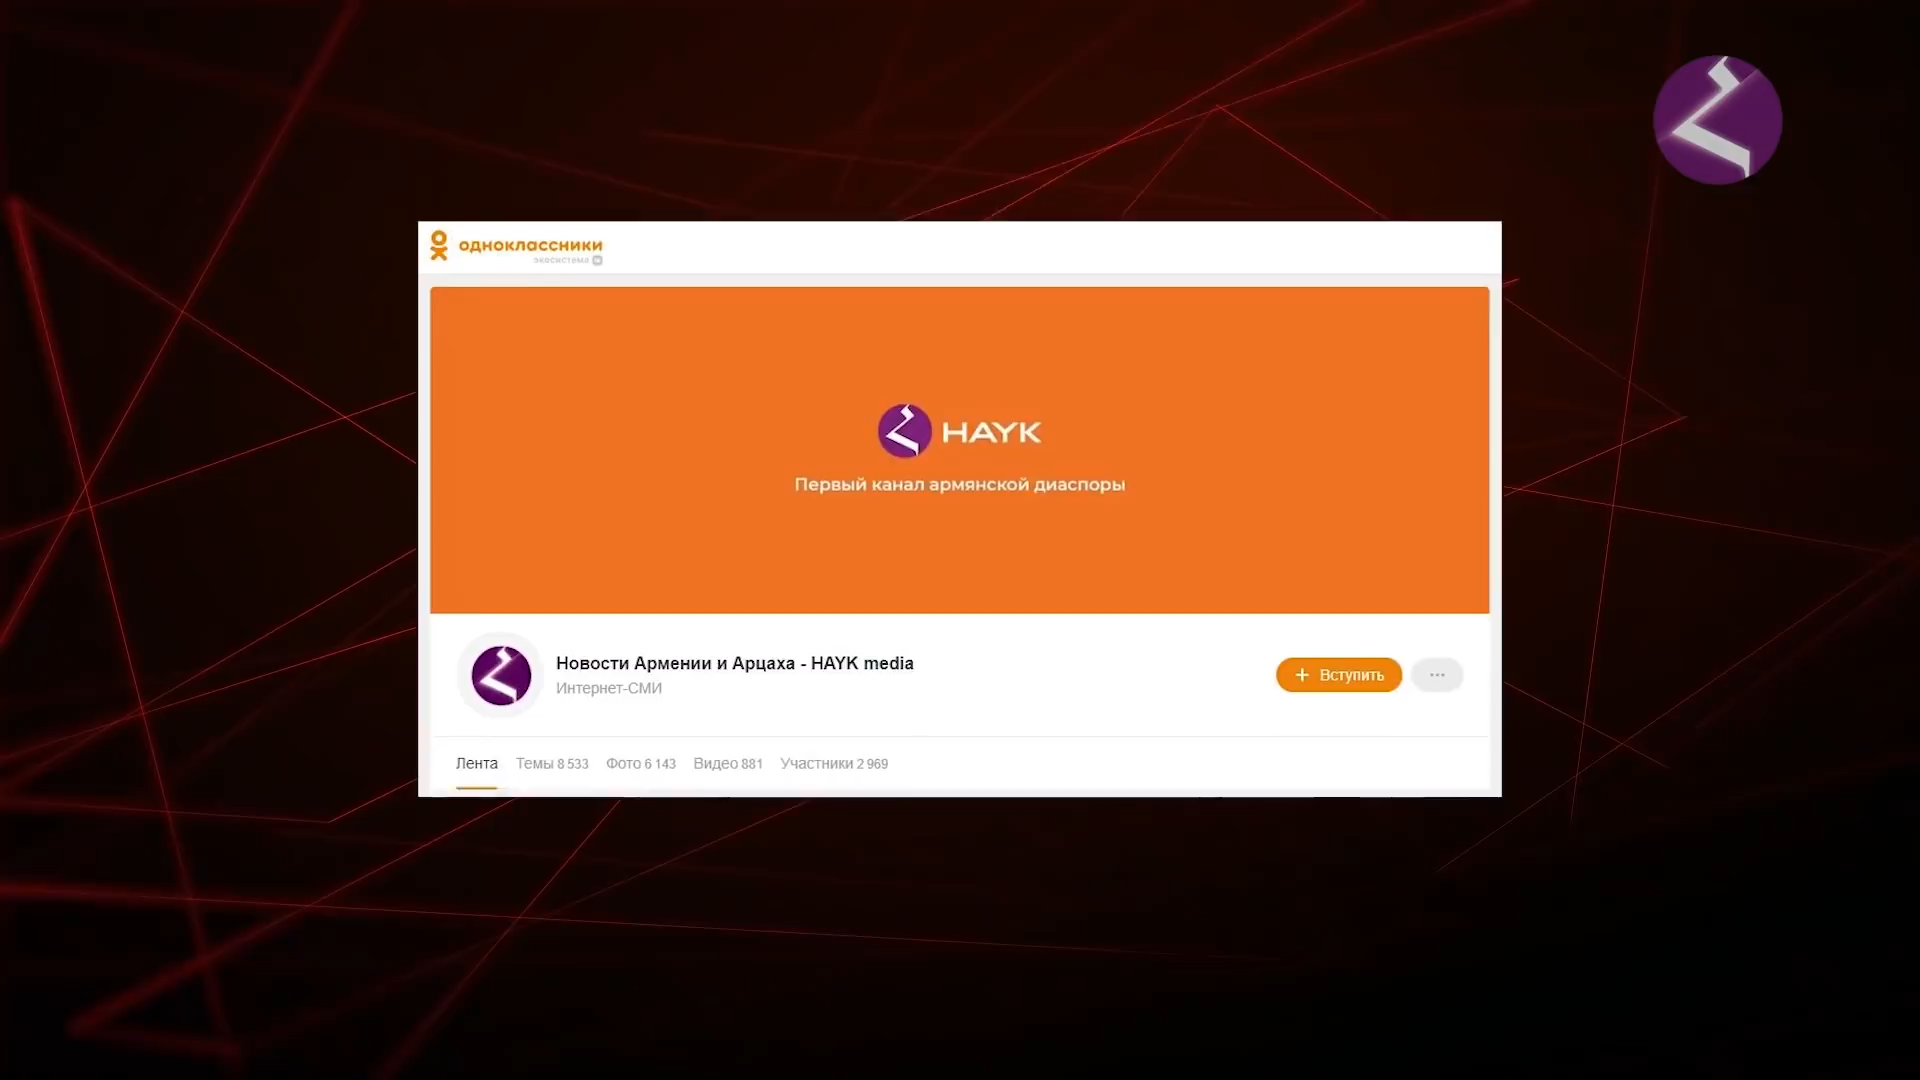 одноклассники
экосистема
HAYK
Первый канал армянской диаспоры
Новости Армении и Арцаха - HAYK media
Интернет-СМИ
+ Вступить
Лента Темы 8 533 Фото 6 143 Видео 881 Участники 2 969